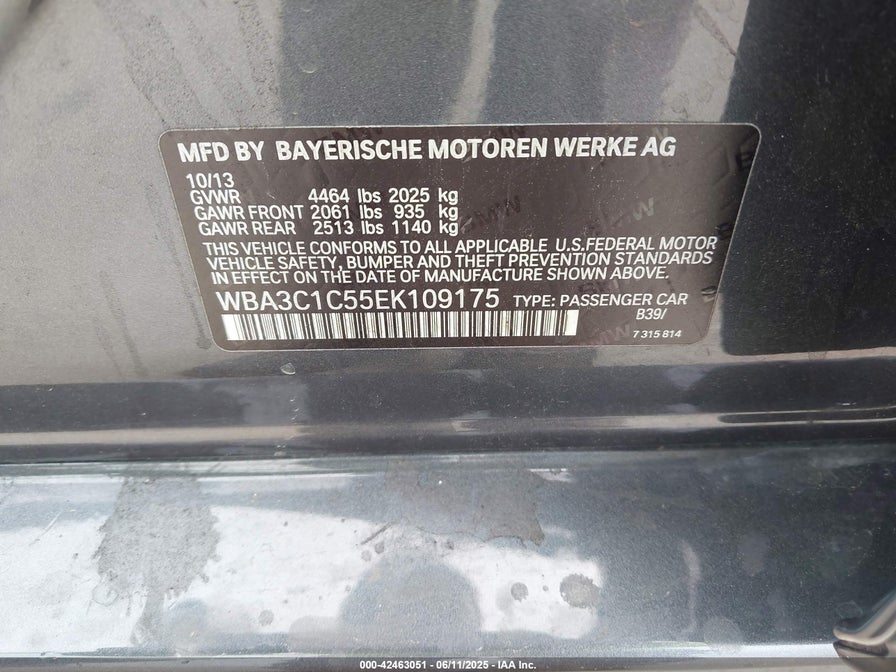 MFD BY BAYERISCHE MOTOREN WERKE AG
10/13
GVWR 4464 lbs 2025 kg
GAWR FRONT 2061 lbs 935 kg
GAWR REAR 2513 lbs 1140 kg
THIS VEHICLE CONFORMS TO ALL APPLICABLE U.S.FEDERAL MOTOR
VEHICLE SAFETY, BUMPER AND THEFT PREVENTION STANDARDS
IN EFFECT ON THE DATE OF MANUFACTURE SHOWN ABOVE.
WBA3C1C55EK109175 TYPE: PASSENGER CAR
B39/
7 315 814
000-42463051 - 06/11/2025 - IAA Inc.